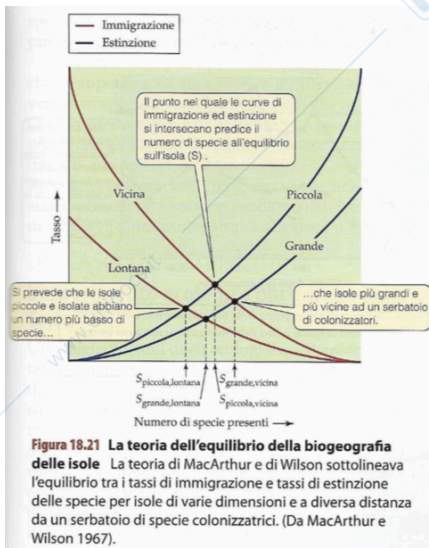 Immigrazione
Estinzione
Il punto nel quale le curve di
immigrazione ed estinzione
si intersecano predice il
numero di specie all'equilibrio
sull'isola (S) .
Vicina
Piccola
Tasso
Grande
Lontana
Si prevede che le isole
piccole e isolate abbiano
un numero più basso di
specie...
...che isole più grandi e
più vicine ad un serbatoio
di colonizzatori.
Spiccola,lontana
Sgrande,vicina
Sgrande,lontana
Spiccola,vicina
Numero di specie presenti
Figura 18.21 La teoria dell'equilibrio della biogeografia
delle isole La teoria di MacArthur e di Wilson sottolineava
l'equilibrio tra i tassi di immigrazione e tassi di estinzione
delle specie per isole di varie dimensioni e a diversa distanza
da un serbatoio di specie colonizzatrici. (Da MacArthur e
Wilson 1967).